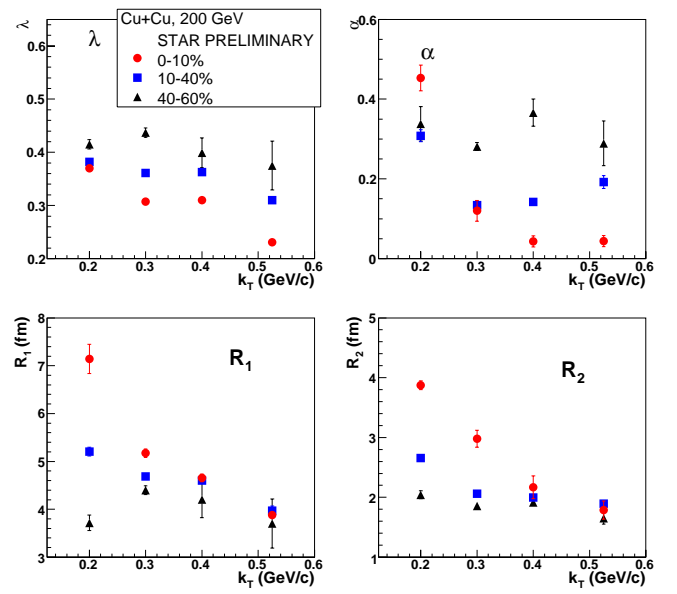 λ
0.6
0.5
0.4
0.3
0.2
λ
Cu+Cu, 200 GeV
STAR PRELIMINARY
0-10%
10-40%
40-60%
0.2 0.3 0.4 0.5 0.6
k_T (GeV/c)
α
0.6
0.4
0.2
0
α
0.2 0.3 0.4 0.5 0.6
k_T (GeV/c)
R_1 (fm)
8
7
6
5
4
3
R_1
0.2 0.3 0.4 0.5 0.6
k_T (GeV/c)
R_2 (fm)
5
4
3
2
1
R_2
0.2 0.3 0.4 0.5 0.6
k_T (GeV/c)